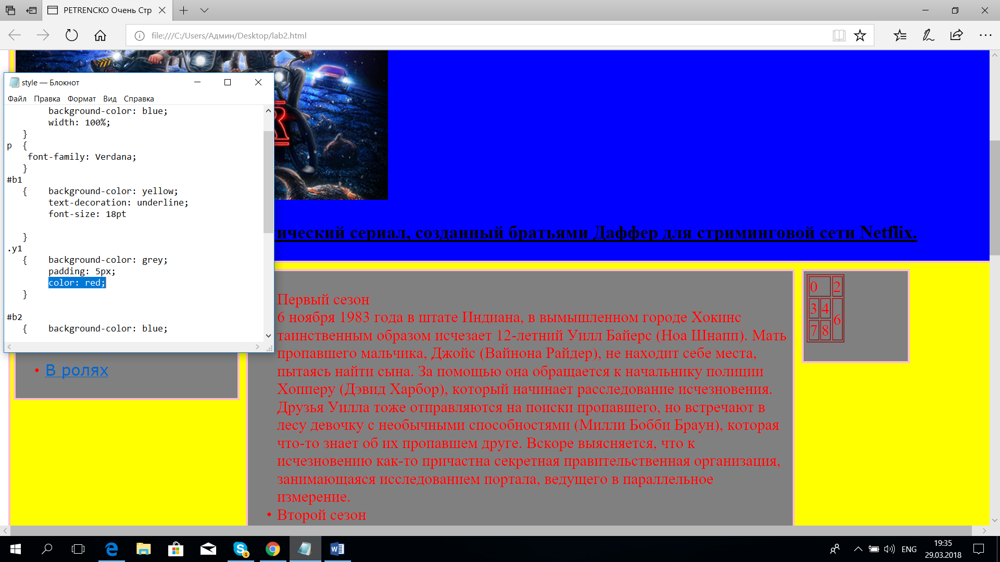 PETRENCKO Очень Стр
file:///C:/Users/Админ/Desktop/lab2.html
style — Блокнот
Файл Правка Формат Вид Справка
background-color: blue;
width: 100%;
}
p {
font-family: Verdana;
}
#b1
{ background-color: yellow;
text-decoration: underline;
font-size: 18pt
}
.y1
{ background-color: grey;
padding: 5px;
color: red;
}
#b2
{ background-color: blue;
ический сериал, созданный братьями Даффер для стриминговой сети Netflix.
• В ролях
Первый сезон
6 ноября 1983 года в штате Индиана, в вымышленном городе Хокинс
таинственным образом исчезает 12-летний Уилл Байерс (Ноа Шнапп). Мать
пропавшего мальчика, Джойс (Вайнона Райдер), не находит себе места,
пытаясь найти сына. За помощью она обращается к начальнику полиции
Хопперу (Дэвид Харбор), который начинает расследование исчезновения.
Друзья Уилла тоже отправляются на поиски пропавшего, но встречают в
лесу девочку с необычными способностями (Милли Бобби Браун), которая
что-то знает об их пропавшем друге. Вскоре выясняется, что к
исчезновению как-то причастна секретная правительственная организация,
занимающаяся исследованием портала, ведущего в параллельное
измерение.
• Второй сезон
0 2
3 4 6
7 8
1
ENG
19:35
29.03.2018